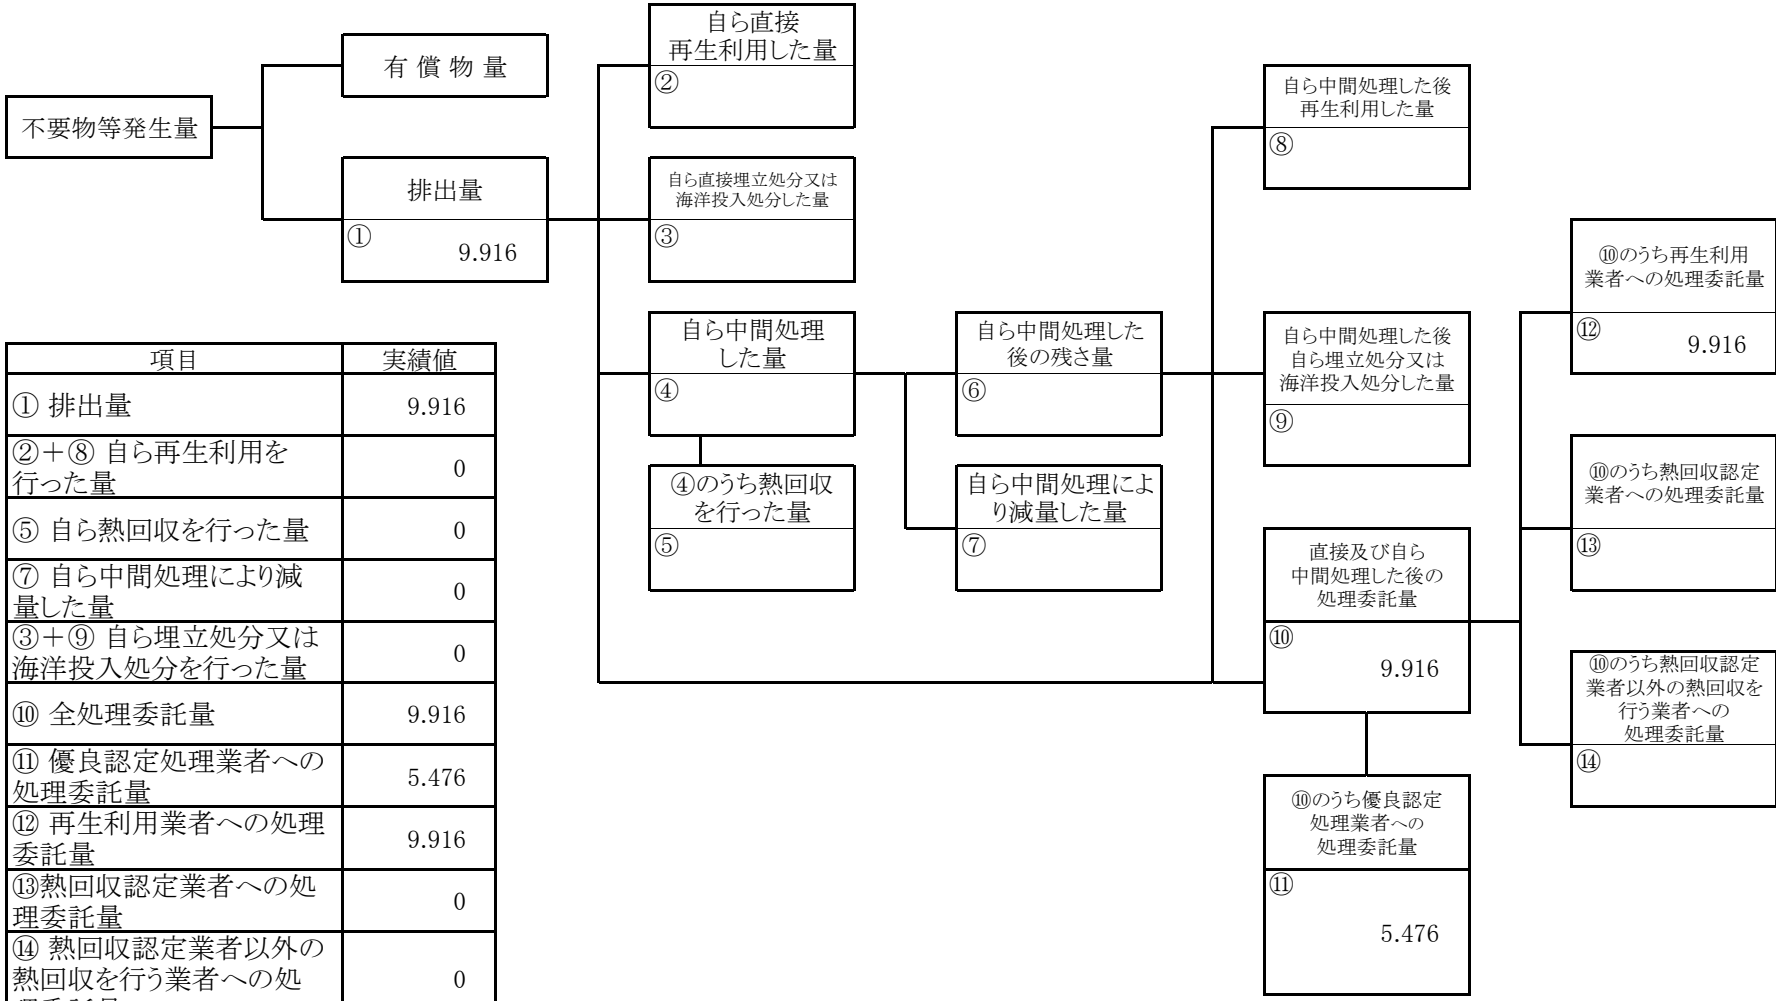 自ら直接
再生利用した量
②
有 償 物 量
不要物等発生量
排出量
①
9.916
自ら直接埋立処分又は
海洋投入処分した量
③
自ら中間処理した後
再生利用した量
⑧
⑩のうち再生利用
業者への処理委託量
⑫
9.916
自ら中間処理
した量
④
自ら中間処理した
後の残さ量
⑥
自ら中間処理した後
自ら埋立処分又は
海洋投入処分した量
⑨
⑩のうち熱回収認定
業者への処理委託量
⑬
④のうち熱回収
を行った量
⑤
自ら中間処理によ
り減量した量
⑦
直接及び自ら
中間処理した後の
処理委託量
⑩
9.916
⑩のうち熱回収認定
業者以外の熱回収を
行う業者への
処理委託量
⑭
⑩のうち優良認定
処理業者への
処理委託量
⑪
5.476
項目 実績値
① 排出量 9.916
②＋⑧ 自ら再生利用を
行った量 0
⑤ 自ら熱回収を行った量 0
⑦ 自ら中間処理により減
量した量 0
③＋⑨ 自ら埋立処分又は
海洋投入処分を行った量 0
⑩ 全処理委託量 9.916
⑪ 優良認定処理業者への
処理委託量 5.476
⑫ 再生利用業者への処理
委託量 9.916
⑬熱回収認定業者への処
理委託量 0
⑭ 熱回収認定業者以外の
熱回収を行う業者への処 0